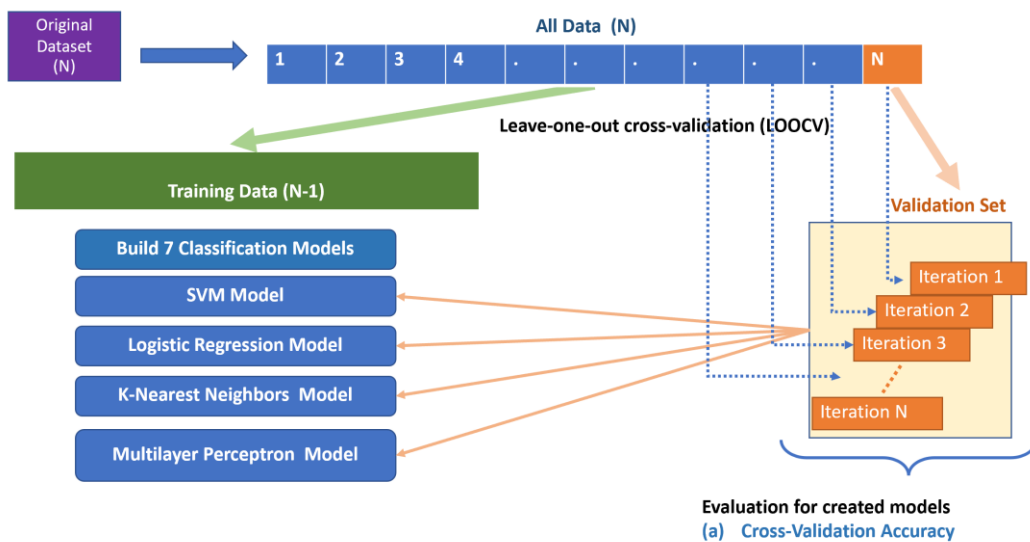 Original
Dataset
(N)
All Data (N)
1 2 3 4 . . . . . . N
Leave-one-out cross-validation (LOOCV)
Training Data (N-1)
Validation Set
Build 7 Classification Models
SVM Model
Logistic Regression Model
K-Nearest Neighbors Model
Multilayer Perceptron Model
Iteration 1
Iteration 2
Iteration 3
Iteration N
Evaluation for created models
(a) Cross-Validation Accuracy